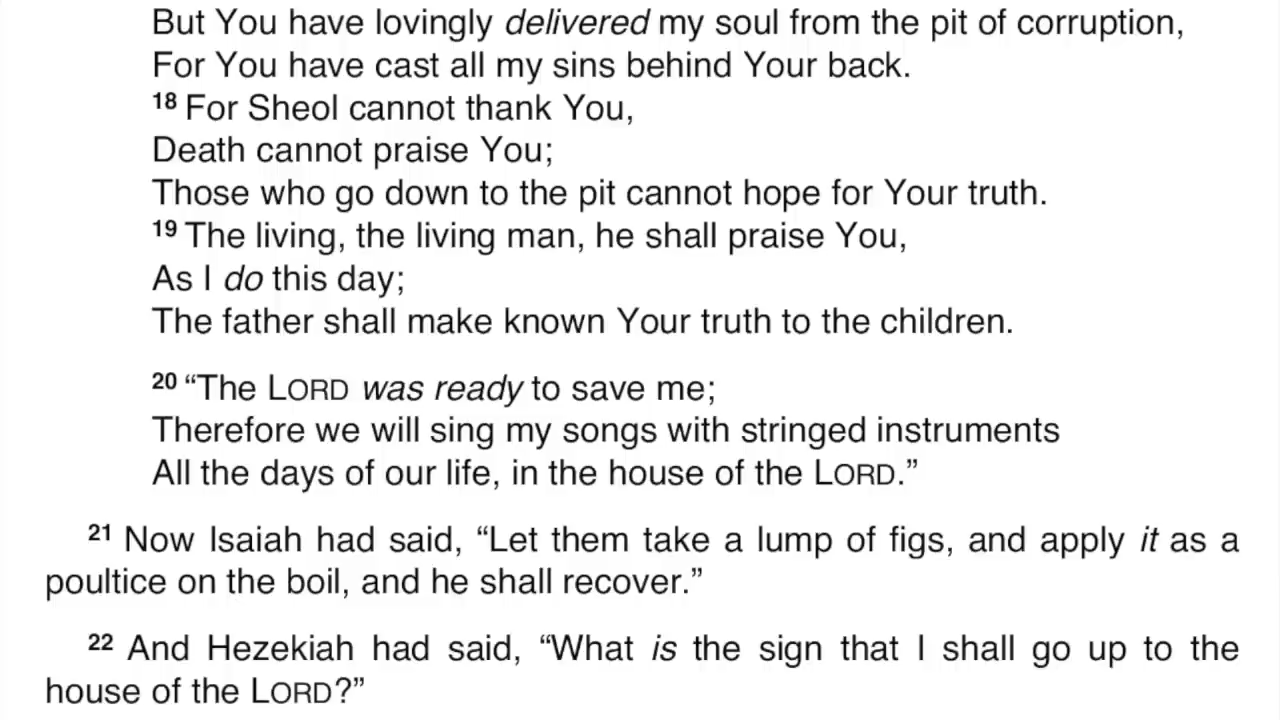 But You have lovingly delivered my soul from the pit of corruption,
For You have cast all my sins behind Your back.
18 For Sheol cannot thank You,
Death cannot praise You;
Those who go down to the pit cannot hope for Your truth.
19 The living, the living man, he shall praise You,
As I do this day;
The father shall make known Your truth to the children.
20 “The LORD was ready to save me;
Therefore we will sing my songs with stringed instruments
All the days of our life, in the house of the LORD.”
21 Now Isaiah had said, “Let them take a lump of figs, and apply it as a
poultice on the boil, and he shall recover.”
22 And Hezekiah had said, “What is the sign that I shall go up to the
house of the LORD?”